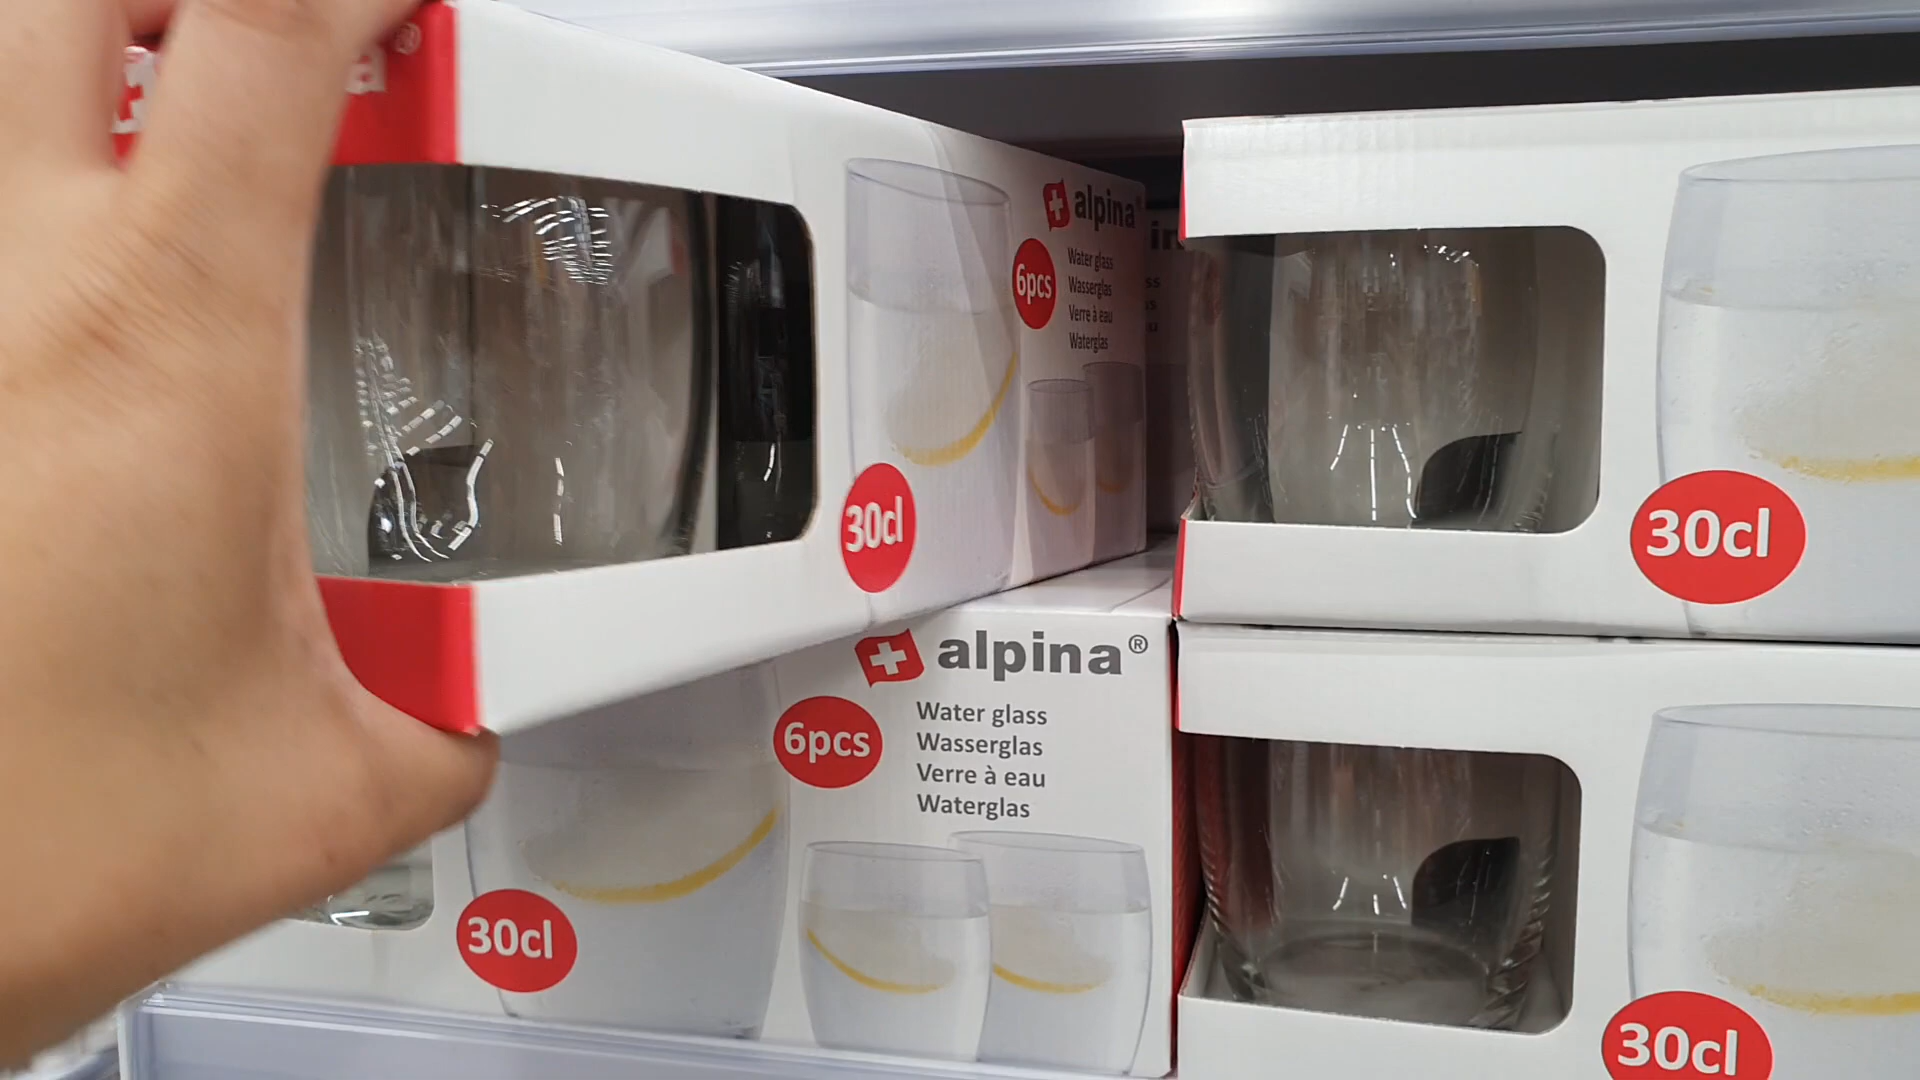 alpina®
6pcs
Water glass
Wasserglas
Verre à eau
Waterglas
30cl
30cl
alpina®
6pcs
Water glass
Wasserglas
Verre à eau
Waterglas
30cl
30cl